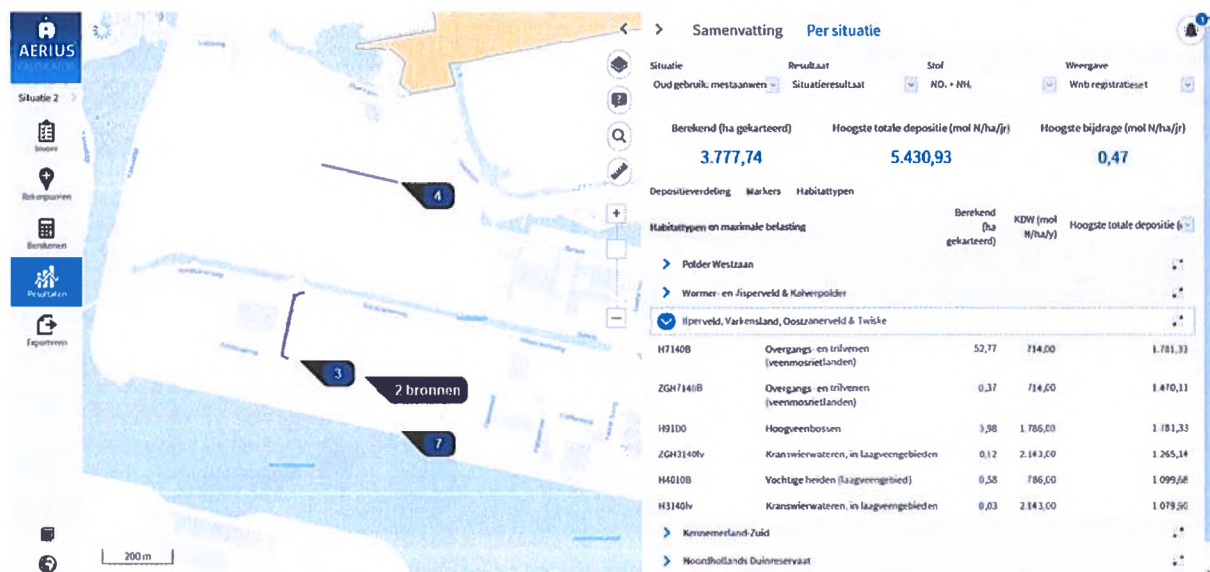 AERIUS
CALCULATOR
Situatie 2
Invoer
Rekenpunten
Berekenen
Resultaten
Exporteren
4
3
2 bronnen
7
200 m
Samenvatting Per situatie
1
Situatie Resultaat Stof Weergave
Oud gebruik, mestaanwen Situatieresultaat NOₓ + NH₃ Wnb registratieset
Berekend (ha gekarteerd) Hoogste totale depositie (mol N/ha/jr) Hoogste bijdrage (mol N/ha/jr)
3.777,74 5.430,93 0,47
Depositieverdeling Markers Habitattypen
Habitattypen en maximale belasting Berekend (ha gekarteerd) KDW (mol N/ha/y) Hoogste totale depositie (
Polder Westzaan
Wormer- en Jisperveld & Kalverpolder
Ilperveld, Varkensland, Oostzanerveld & Twiske
H7140B Overgangs- en trilvenen 52,77 714,00 1.781,33
(veenmosrietlanden)
ZGH7140B Overgangs- en trilvenen 0,37 714,00 1.470,11
(veenmosrietlanden)
H91D0 Hoogveenbossen 3,98 1.786,00 1.781,33
ZGH3140lv Kranswierwateren, in laagveengebieden 0,12 2.143,00 1.265,14
H4010B Vochtige heiden (laagveengebied) 0,58 786,00 1.099,68
H3140lv Kranswierwateren, in laagveengebieden 0,03 2.143,00 1.079,90
Kennemerland-Zuid
Noordhollands Duinreservaat